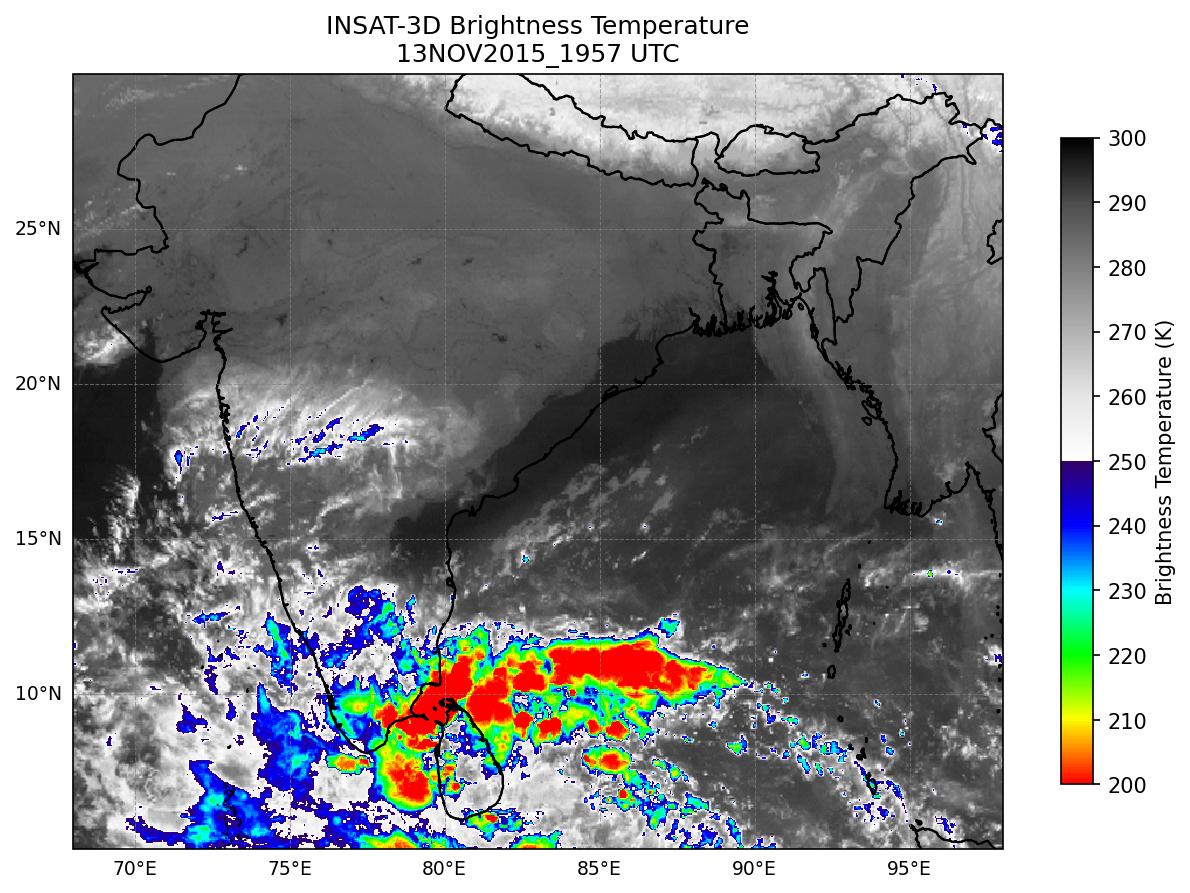 INSAT-3D Brightness Temperature
13NOV2015_1957 UTC
25°N
20°N
15°N
10°N
70°E
75°E
80°E
85°E
90°E
95°E
300
290
280
270
260
250
240
230
220
210
200
Brightness Temperature (K)